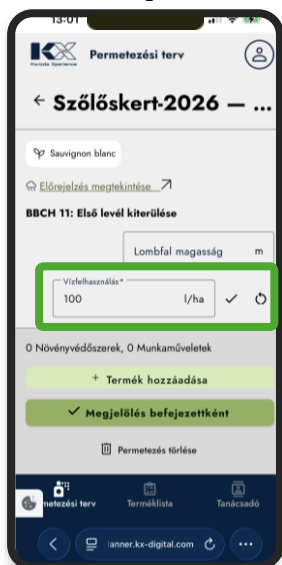 13:01
KX
Kwizda Xperience
Permetezési terv
← Szőlőskert-2026 — ...
Sauvignon blanc
Előrejelzés megtekintése
BBCH 11: Első levél kiterülése
Lombfal magasság m
Vízfelhasználás*
100 l/ha
0 Növényvédőszerek, 0 Munkaműveletek
+ Termék hozzáadása
✓ Megjelölés befejezettként
Permetezés törlése
metezési terv Terméklista Tanácsadó
lanner.kx-digital.com